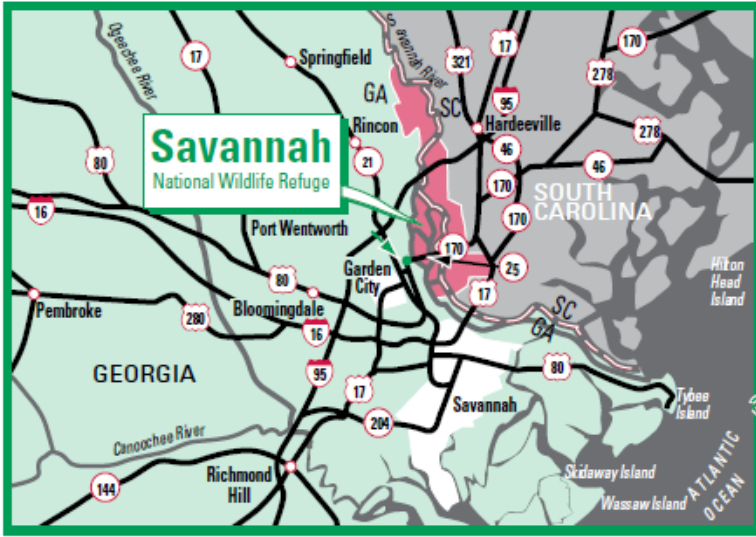 Savannah River
17
170
Ogeechee River
17
321
Springfield
GA
278
95
SC
Hardeeville
278
Rincon
Savannah
National Wildlife Refuge
80
21
46
46
170
SOUTH
CAROLINA
16
170
Port Wentworth
170
Garden
City
25
Hilton
Head
Island
80
17
Pembroke
Bloomingdale
SC
GA
280
16
GEORGIA
95
17
80
Savannah
Tybee
Island
204
Canoochee River
Richmond
Hill
Skidaway Island
144
Wassaw Island
ATLANTIC
OCEAN